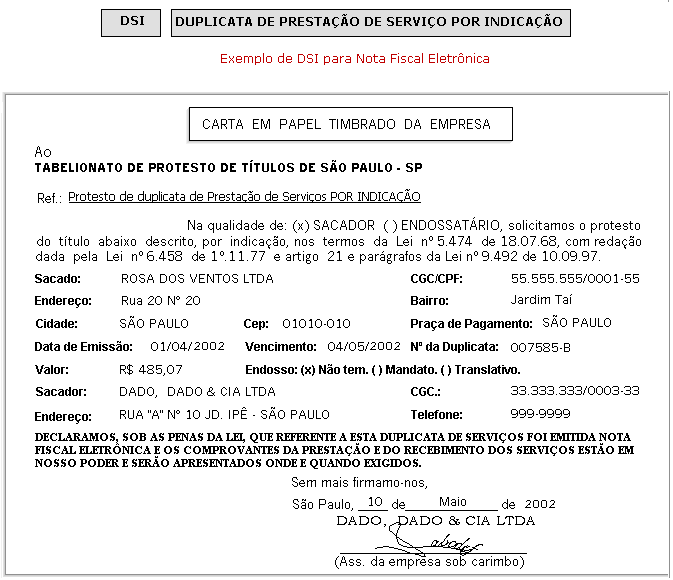 DSI DUPLICATA DE PRESTAÇÃO DE SERVIÇO POR INDICAÇÃO
Exemplo de DSI para Nota Fiscal Eletrônica
CARTA EM PAPEL TIMBRADO DA EMPRESA
Ao
TABELIONATO DE PROTESTO DE TÍTULOS DE SÃO PAULO - SP
Ref.: Protesto de duplicata de Prestação de Serviços POR INDICAÇÃO
Na qualidade de: (x) SACADOR ( ) ENDOSSATÁRIO, solicitamos o protesto
do título abaixo descrito, por indicação, nos termos da Lei nº 5.474 de 18.07.68, com redação
dada pela Lei nº 6.458 de 1º.11.77 e artigo 21 e parágrafos da Lei nº 9.492 de 10.09.97.
Sacado: ROSA DOS VENTOS LTDA CGC/CPF: 55.555.555/0001-55
Endereço: Rua 20 Nº 20 Bairro: Jardim Taí
Cidade: SÃO PAULO Cep: 01010-010 Praça de Pagamento: SÃO PAULO
Data de Emissão: 01/04/2002 Vencimento: 04/05/2002 Nº da Duplicata: 007585-B
Valor: R$ 485,07 Endosso: (x) Não tem. ( ) Mandato. ( ) Translativo.
Sacador: DADO, DADO & CIA LTDA CGC.: 33.333.333/0003-33
Endereço: RUA "A" Nº 10 JD. IPÊ - SÃO PAULO Telefone: 999-9999
DECLARAMOS, SOB AS PENAS DA LEI, QUE REFERENTE A ESTA DUPLICATA DE SERVIÇOS FOI EMITIDA NOTA
FISCAL ELETRÔNICA E OS COMPROVANTES DA PRESTAÇÃO E DO RECEBIMENTO DOS SERVIÇOS ESTÃO EM
NOSSO PODER E SERÃO APRESENTADOS ONDE E QUANDO EXIGIDOS.
Sem mais firmamo-nos,
São Paulo, 10 de Maio de 2002
DADO, DADO & CIA LTDA
abcdef
(Ass. da empresa sob carimbo)